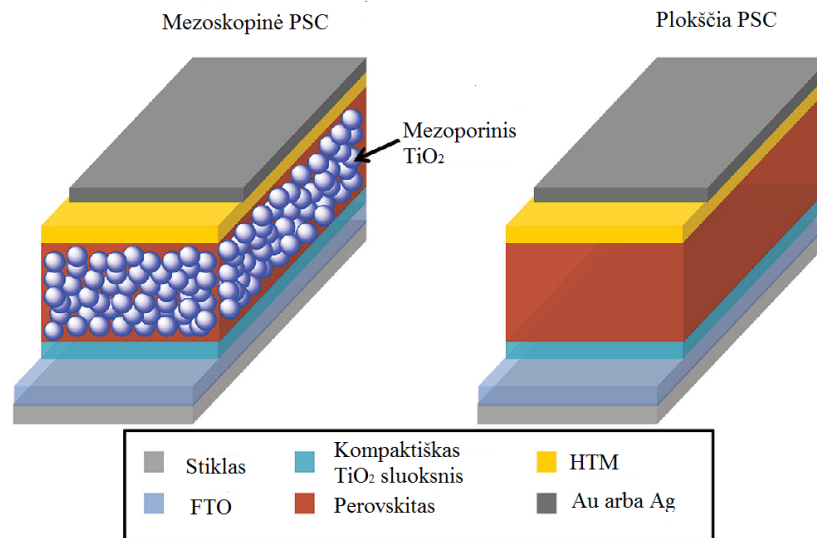 Mezoskopinė PSC
Plokščia PSC
Mezoporinis
TiO₂
Stiklas
Kompaktiškas
TiO₂ sluoksnis
HTM
FTO
Perovskitas
Au arba Ag